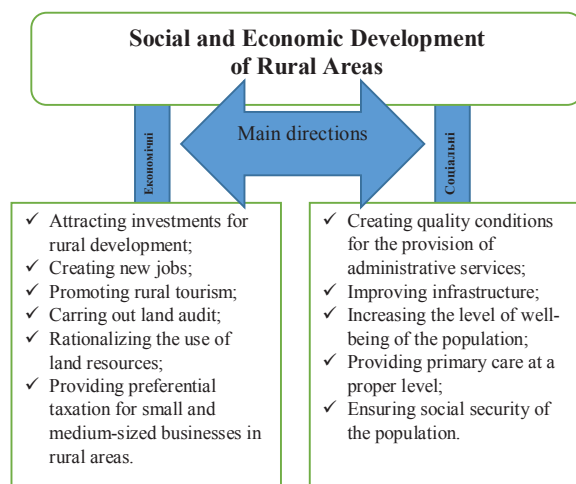 Social and Economic Development
of Rural Areas
Main directions
Економічні
Соціальні
✓ Attracting investments for
rural development;
✓ Creating new jobs;
✓ Promoting rural tourism;
✓ Carring out land audit;
✓ Rationalizing the use of
land resources;
✓ Providing preferential
taxation for small and
medium-sized businesses in
rural areas.
✓ Creating quality conditions
for the provision of
administrative services;
✓ Improving infrastructure;
✓ Increasing the level of well-
being of the population;
✓ Providing primary care at a
proper level;
✓ Ensuring social security of
the population.